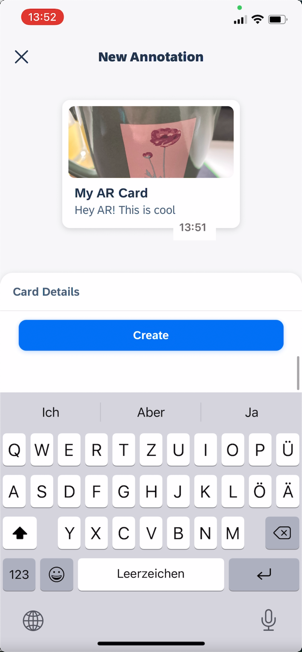 13:52
New Annotation
My AR Card
Hey AR! This is cool
13:51
Card Details
Create
Ich Aber Ja
Q W E R T Z U I O P Ü
A S D F G H J K L Ö Ä
Y X C V B N M
123 Leerzeichen